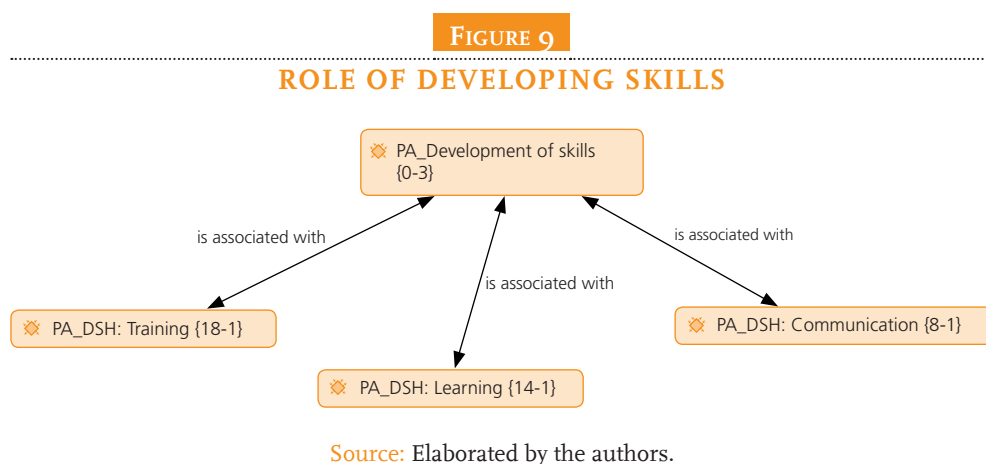 FIGURE 9
ROLE OF DEVELOPING SKILLS
PA_Development of skills
{0-3}
is associated with
is associated with
is associated with
PA_DSH: Training {18-1}
PA_DSH: Communication {8-1}
PA_DSH: Learning {14-1}
Source: Elaborated by the authors.